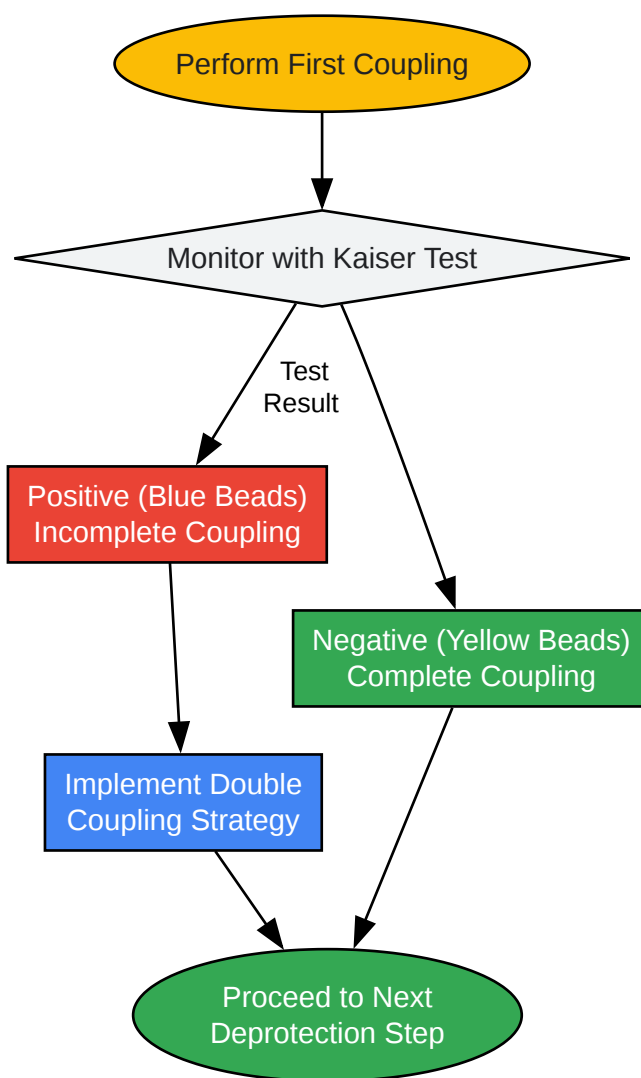 Perform First Coupling
Monitor with Kaiser Test
Test
Result
Positive (Blue Beads)
Incomplete Coupling
Negative (Yellow Beads)
Complete Coupling
Implement Double
Coupling Strategy
Proceed to Next
Deprotection Step